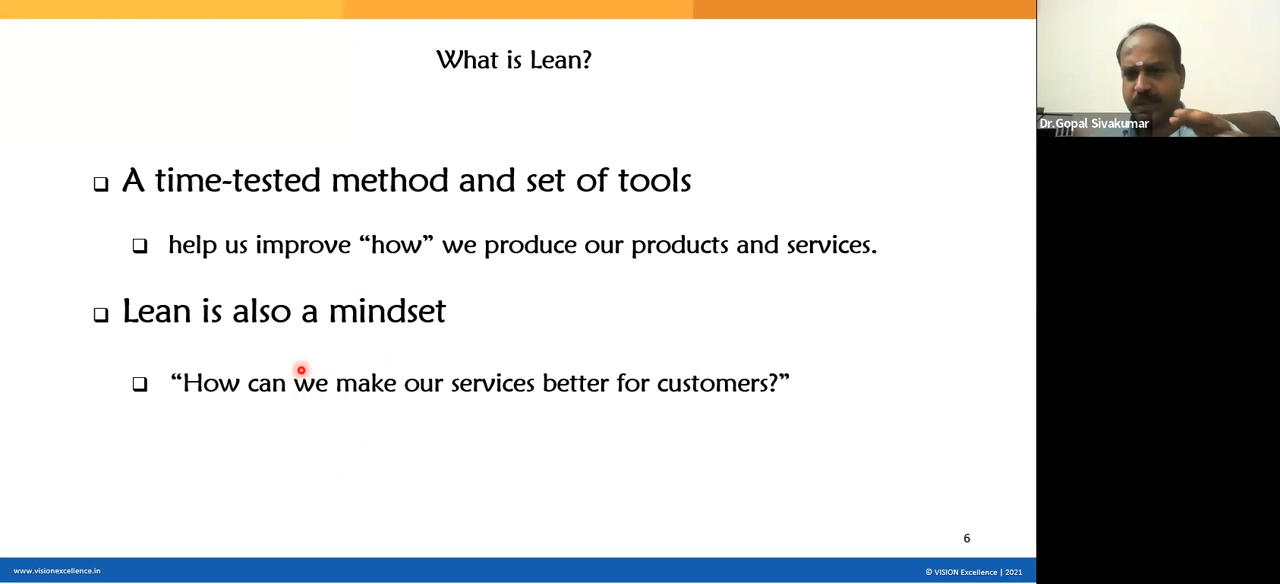 What is Lean?
Dr.Gopal Sivakumar
A time-tested method and set of tools
help us improve “how” we produce our products and services.
Lean is also a mindset
“How can we make our services better for customers?”
6
www.visionexcellence.in
© VISION Excellence | 2021